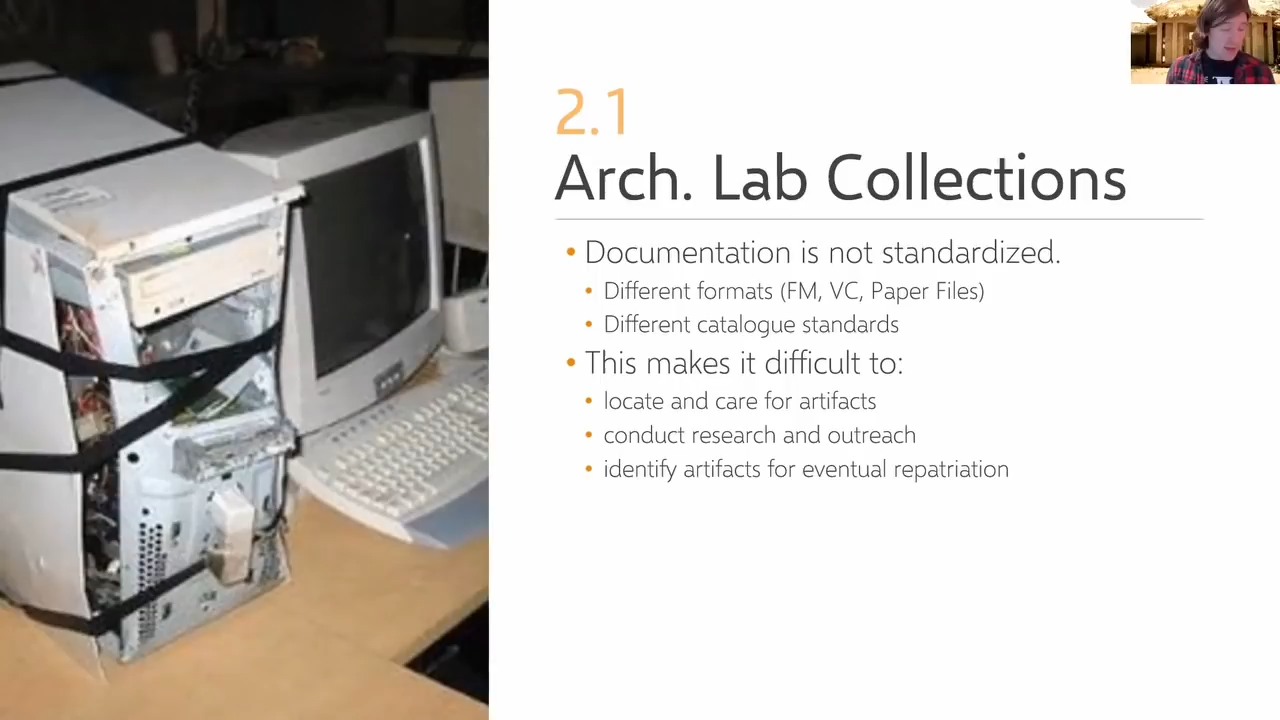 2.1
Arch. Lab Collections
• Documentation is not standardized.
• Different formats (FM, VC, Paper Files)
• Different catalogue standards
• This makes it difficult to:
• locate and care for artifacts
• conduct research and outreach
• identify artifacts for eventual repatriation